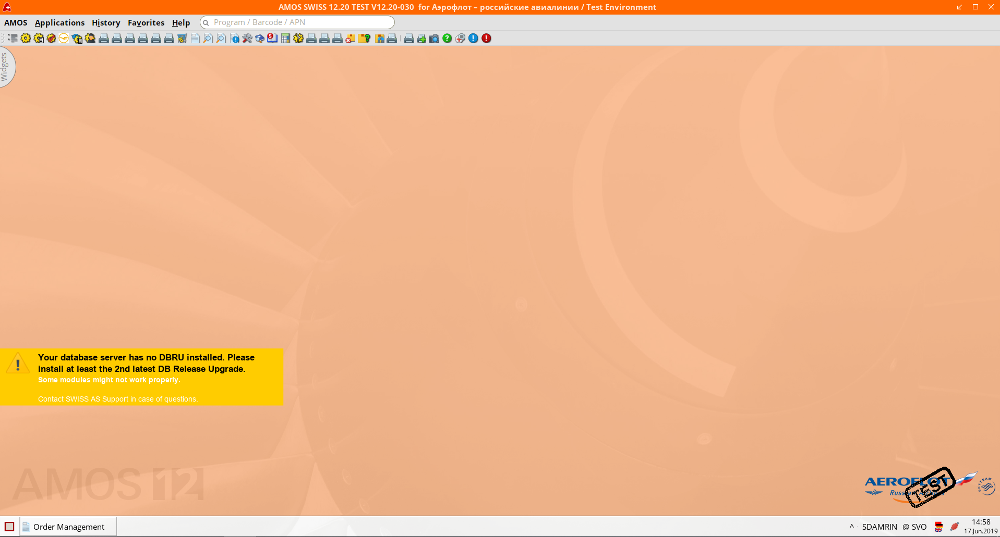 AMOS SWISS 12.20 TEST V12.20-030 for Аэрофлот – российские авиалинии / Test Environment
AMOS Applications History Favorites Help Program / Barcode / APN
Widgets
Your database server has no DBRU installed. Please
install at least the 2nd latest DB Release Upgrade.
Some modules might not work properly.
Contact SWISS AS Support in case of questions.
AMOS 12
AEROFLOT
Russian Airlines
TEST
SKYTEAM
Order Management
^ SDAMRIN @ SVO
14:58
17.Jun.2019